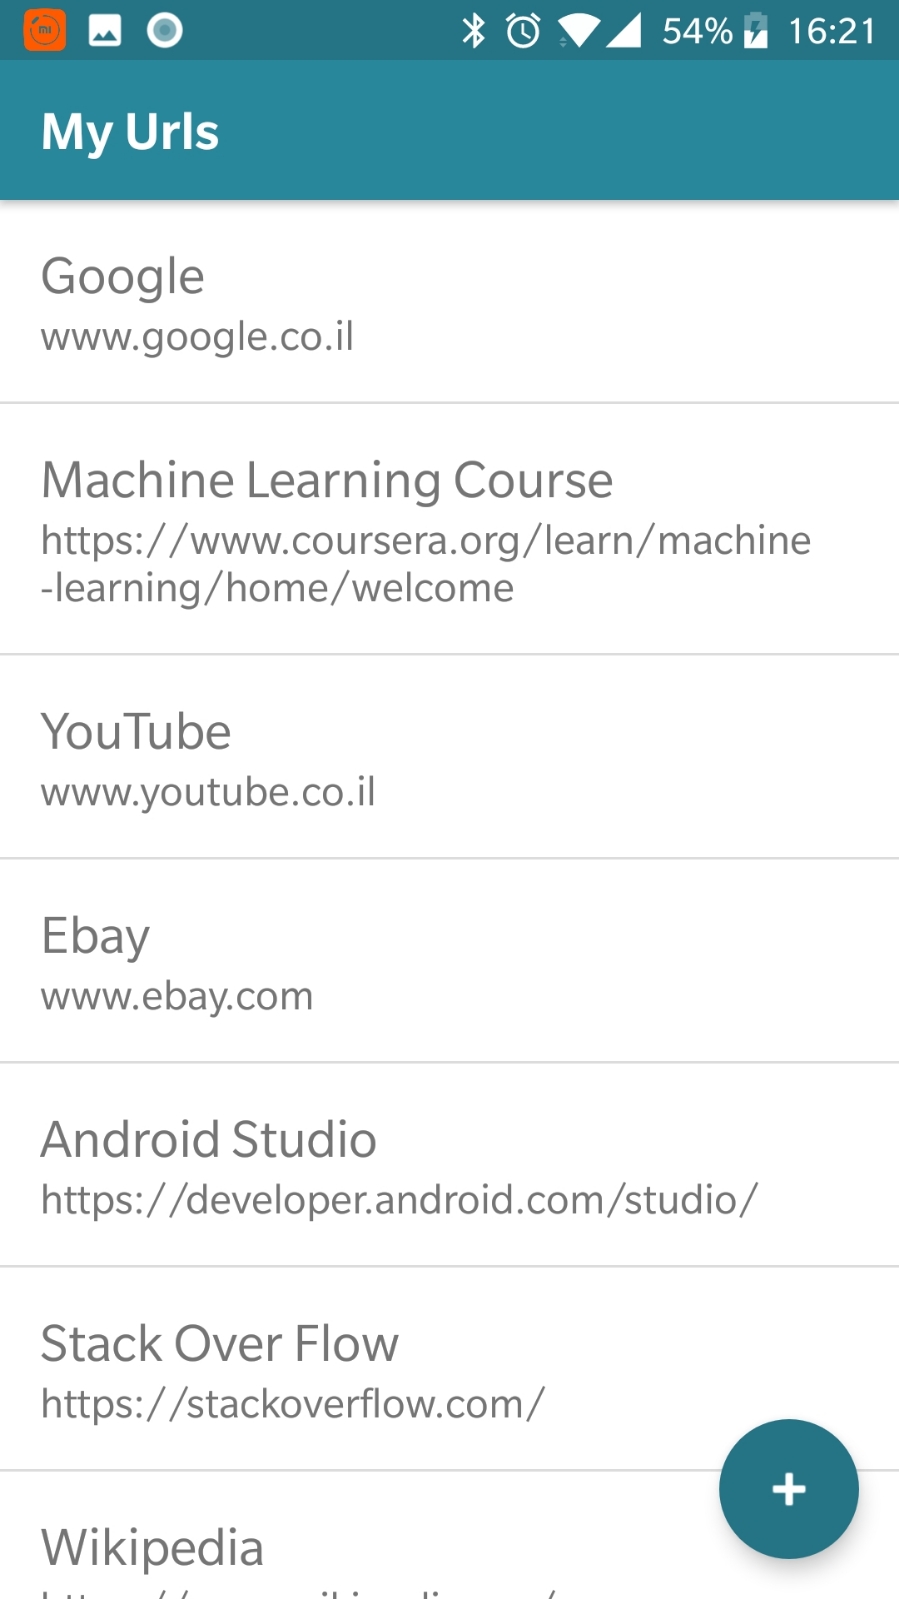 mi
54%
16:21
My Urls
Google
www.google.co.il
Machine Learning Course
https://www.coursera.org/learn/machine
-learning/home/welcome
YouTube
www.youtube.co.il
Ebay
www.ebay.com
Android Studio
https://developer.android.com/studio/
Stack Over Flow
https://stackoverflow.com/
Wikipedia